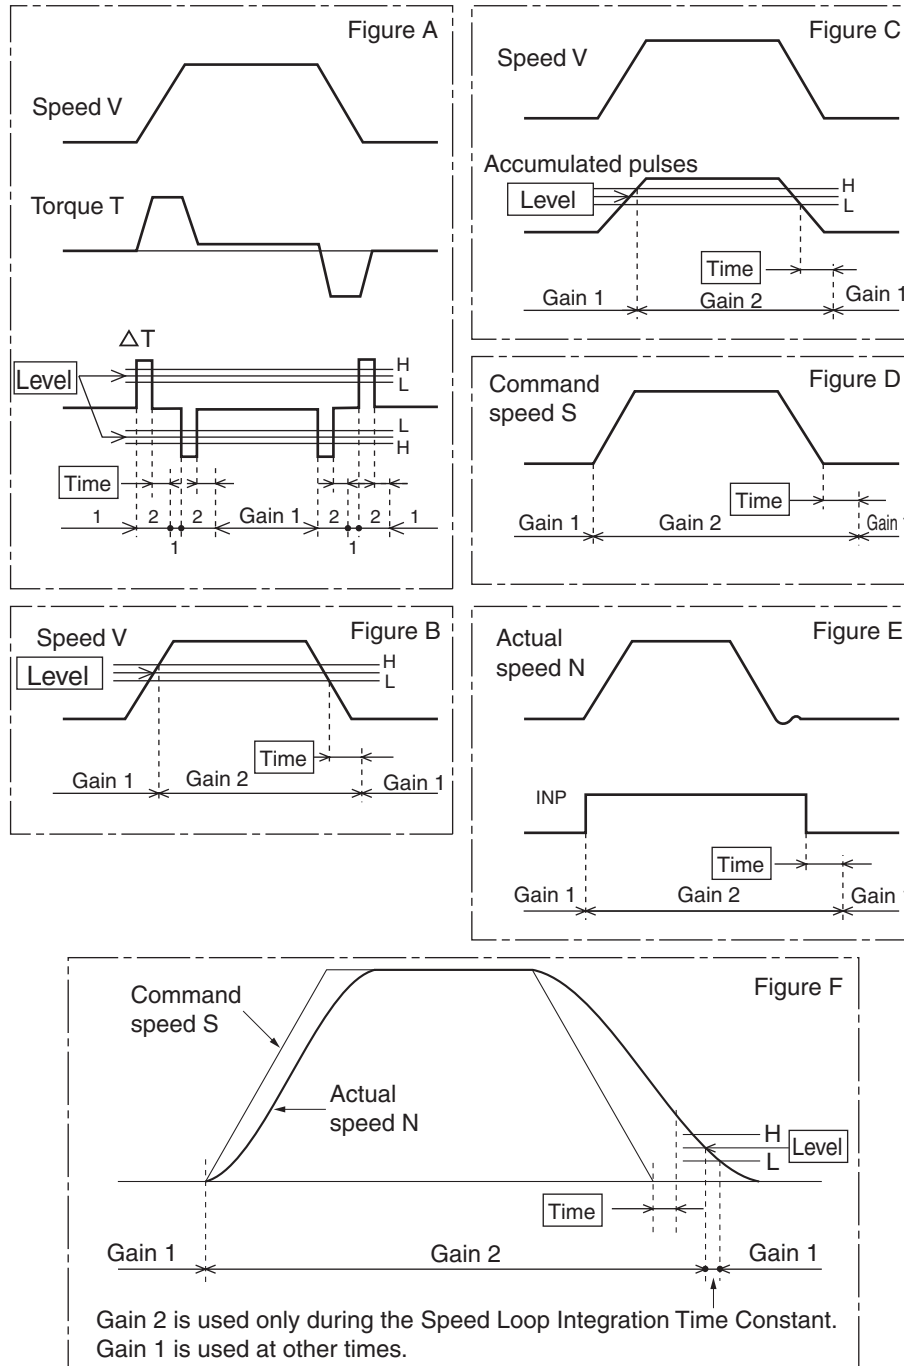 Figure A
Speed V
Torque T
△T
Level
H
L
L
H
Time
1 2 2 Gain 1 2 2 1
1 1
Figure B
Speed V
Level
H
L
Time
Gain 1 Gain 2 Gain 1
Figure C
Speed V
Accumulated pulses
Level
H
L
Time
Gain 1 Gain 2 Gain 1
Figure D
Command
speed S
Time
Gain 1 Gain 2 Gain 1
Figure E
Actual
speed N
INP
Time
Gain 1 Gain 2 Gain 1
Figure F
Command
speed S
Actual
speed N
H
Level
L
Time
Gain 1 Gain 2 Gain 1
Gain 2 is used only during the Speed Loop Integration Time Constant.
Gain 1 is used at other times.